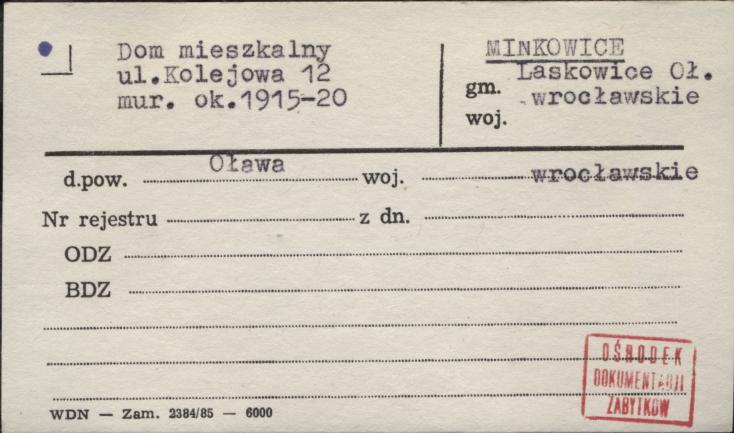 Dom mieszkalny
ul.Kolejowa 12
mur. ok.1915-20
MINKOWICE
gm. Laskowice Oł.
woj. wrocławskie
d.pow. Oława woj. wrocławskie
Nr rejestru z dn.
ODZ
BDZ
OŚRODEK
DOKUMENTACJI
ZABYTKÓW
WDN — Zam. 2384/85 — 6000